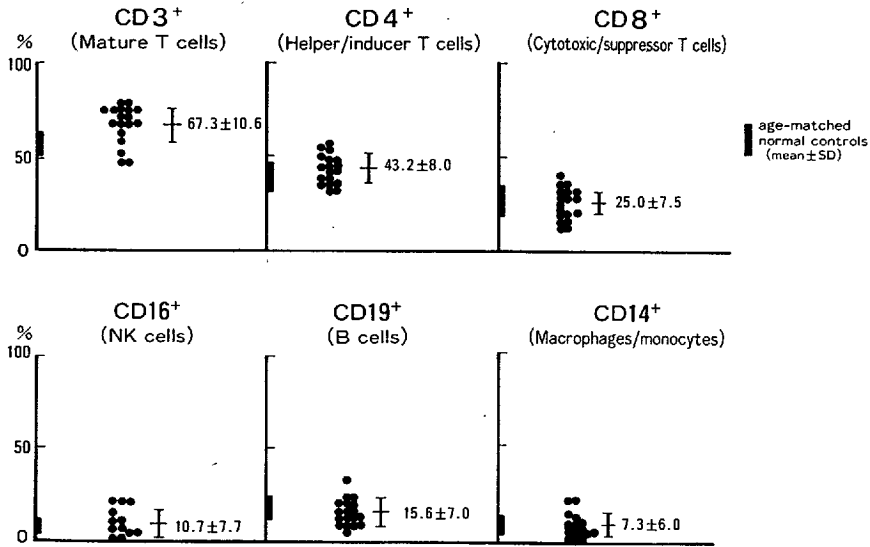 CD3+
(Mature T cells)
CD4+
(Helper/inducer T cells)
CD8+
(Cytotoxic/suppressor T cells)
%
100
50
0
67.3±10.6
43.2±8.0
25.0±7.5
age-matched
normal controls
(mean±SD)
CD16+
(NK cells)
CD19+
(B cells)
CD14+
(Macrophages/monocytes)
%
100
50
0
10.7±7.7
15.6±7.0
7.3±6.0